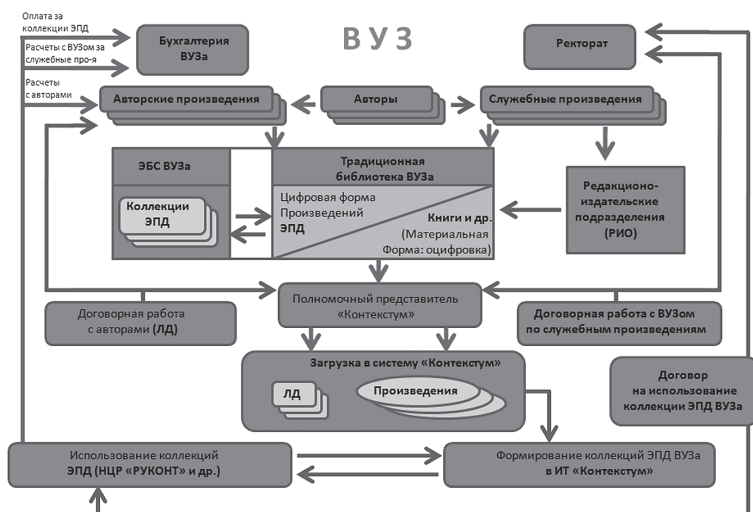 Оплата за
коллекции ЭПД
Бухгалтерия
ВУЗа
ВУЗ
Ректорат
Расчеты с ВУЗом за
служебные про-я
Расчеты
с авторами
Авторские произведения
Авторы
Служебные произведения
ЭБС ВУЗа
Традиционная
библиотека ВУЗа
Коллекции
ЭПД
Цифровая форма
Произведений
ЭПД
Книги и др.
(Материальная
Форма: оцифровка)
Редакционо-
издательские
подразделения
(РИО)
Договорная работа
с авторами (ЛД)
Полномочный представитель
«Контекстум»
Договорная работа с ВУЗом
по служебным произведениям
Загрузка в систему «Контекстум»
ЛД
Произведения
Договор
на использование
коллекции ЭПД ВУЗа
Использование коллекций
ЭПД (НЦР «РУКОНТ» и др.)
Формирование коллекций ЭПД ВУЗа
в ИТ «Контекстум»